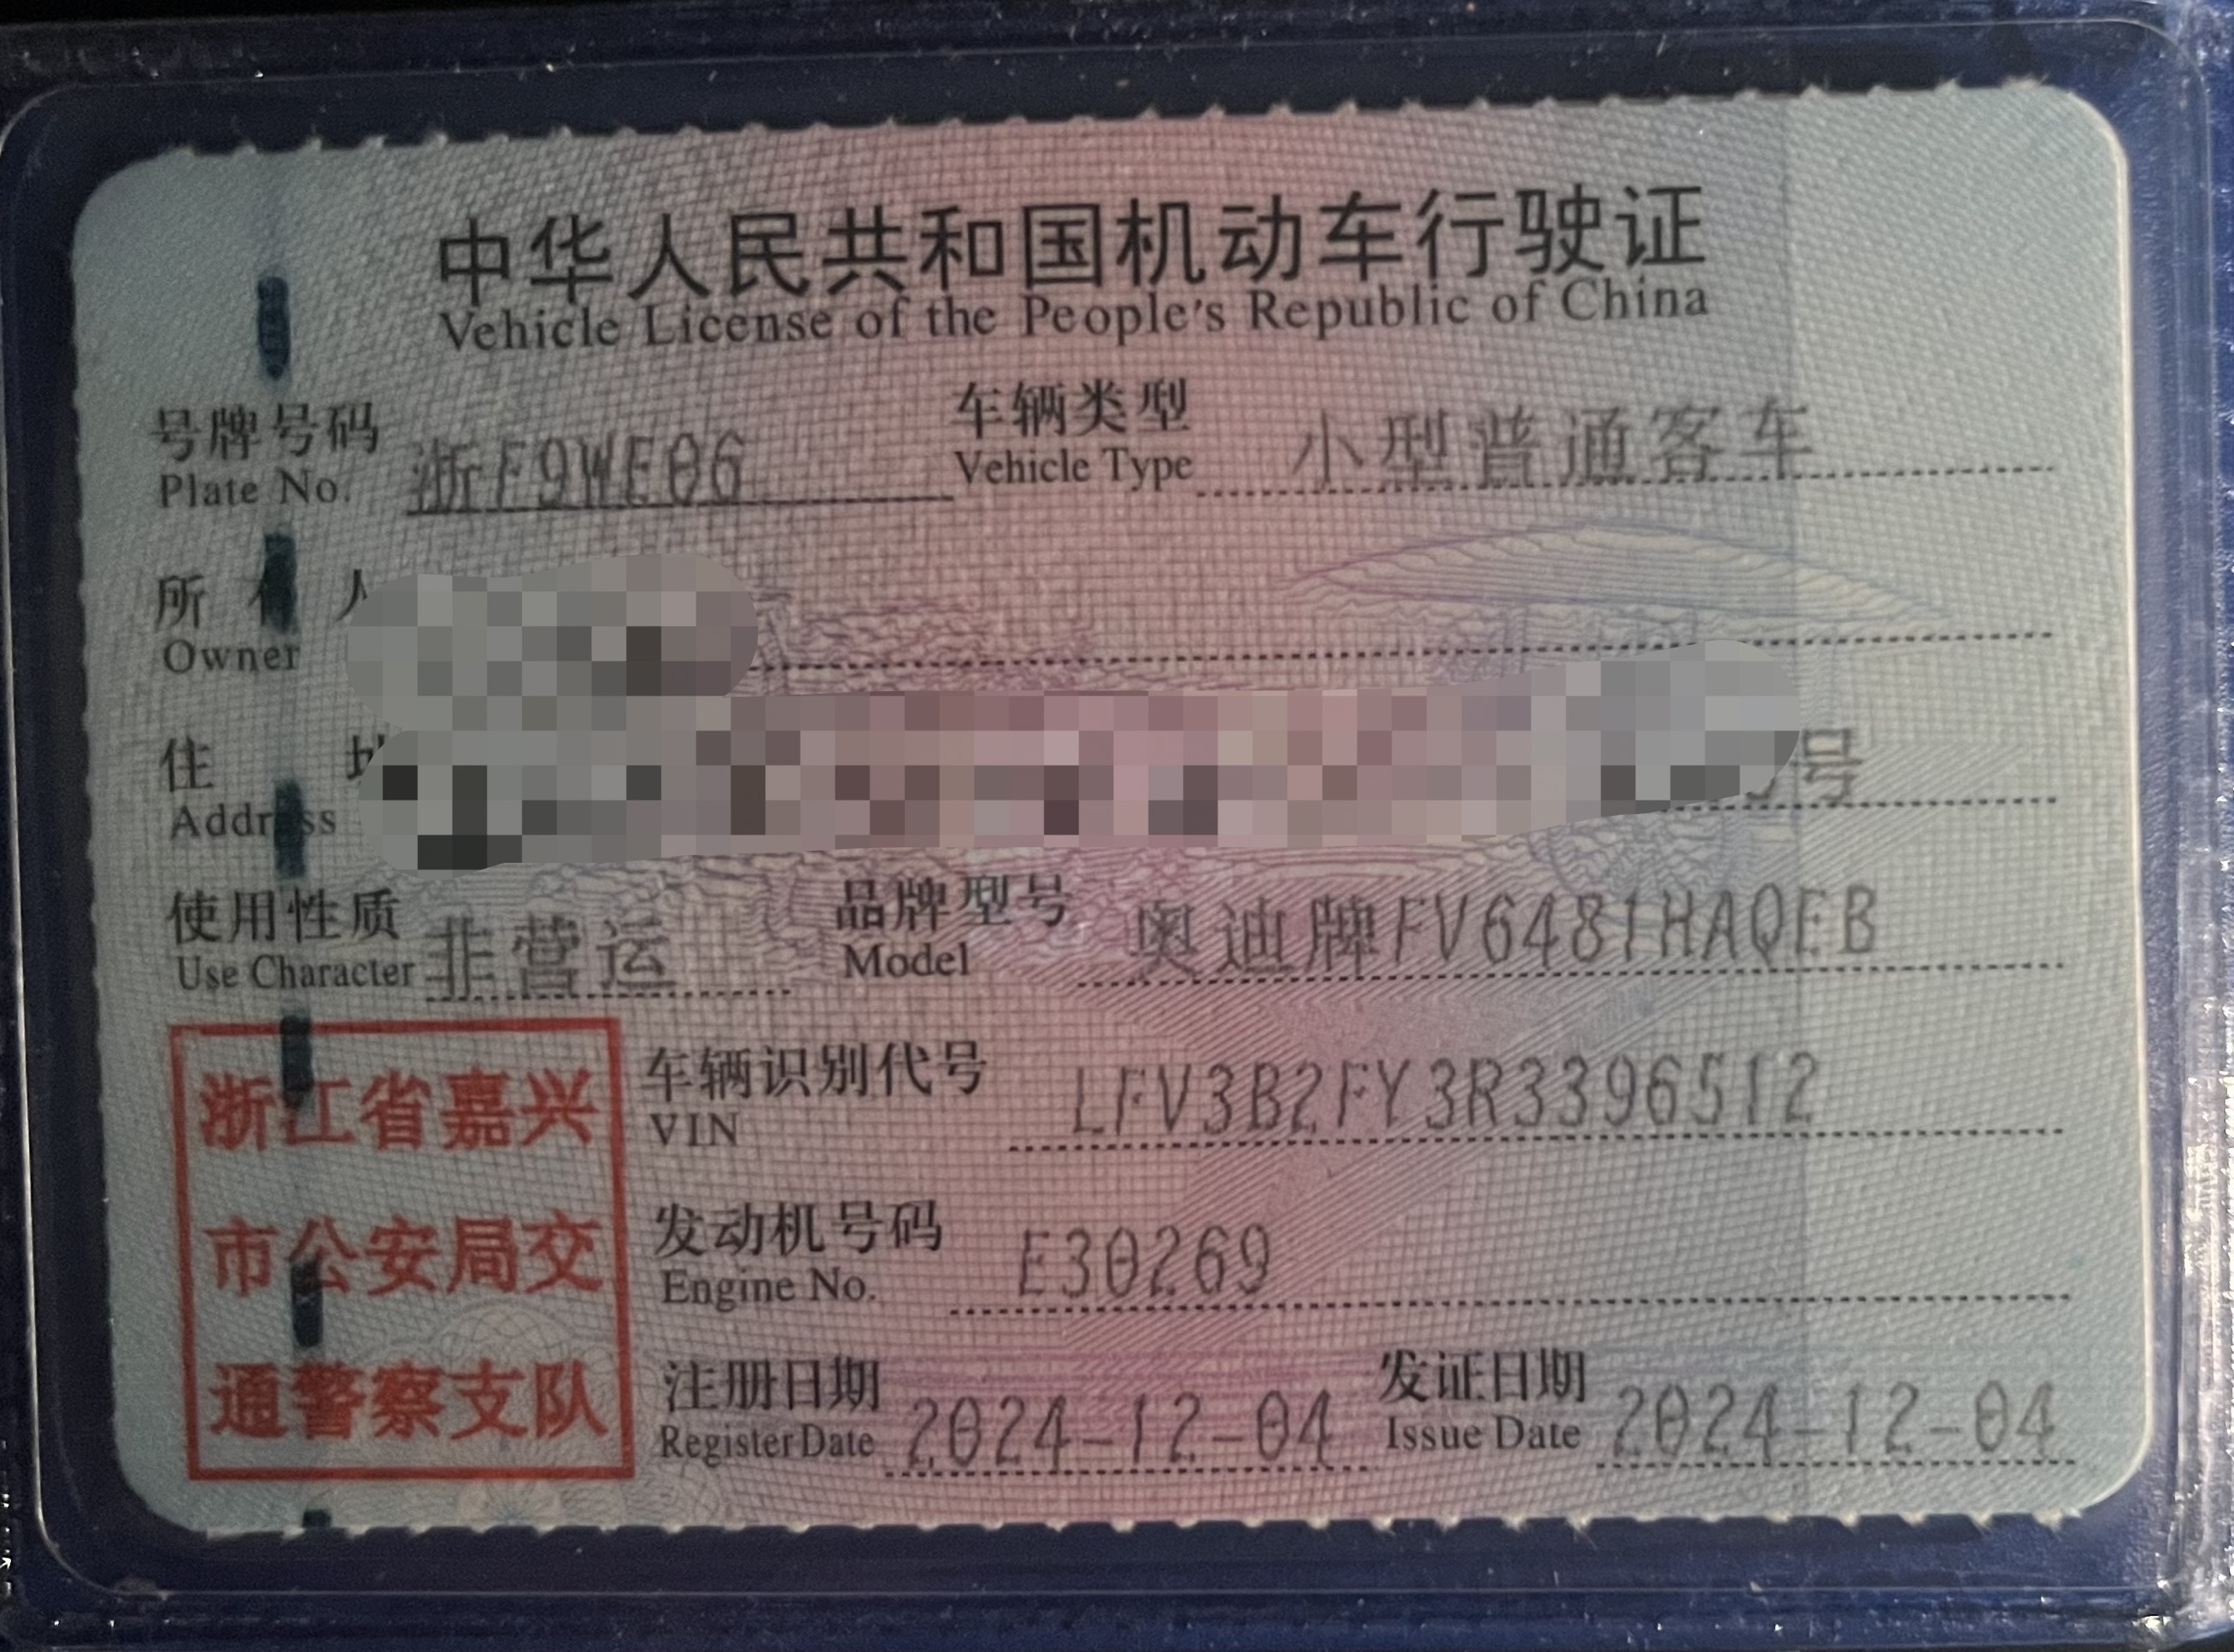 中华人民共和国机动车行驶证
Vehicle License of the People's Republic of China
号牌号码 浙F9WE06 车辆类型 小型普通客车
Plate No. Vehicle Type
所有人
Owner
住址 号
Address
使用性质 非营运 品牌型号 奥迪牌FV6481HAQEB
Use Character Model
浙江省嘉兴
市公安局交
通警察支队
车辆识别代号 LFV3B2FY3R3396512
VIN
发动机号码 E30269
Engine No.
注册日期 2024-12-04 发证日期 2024-12-04
Register Date Issue Date